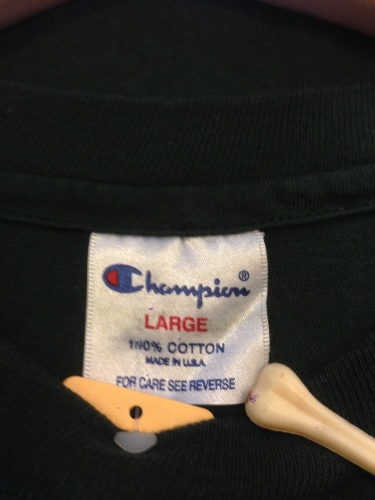 Champion®
LARGE
100% COTTON
MADE IN U.S.A.
FOR CARE SEE REVERSE